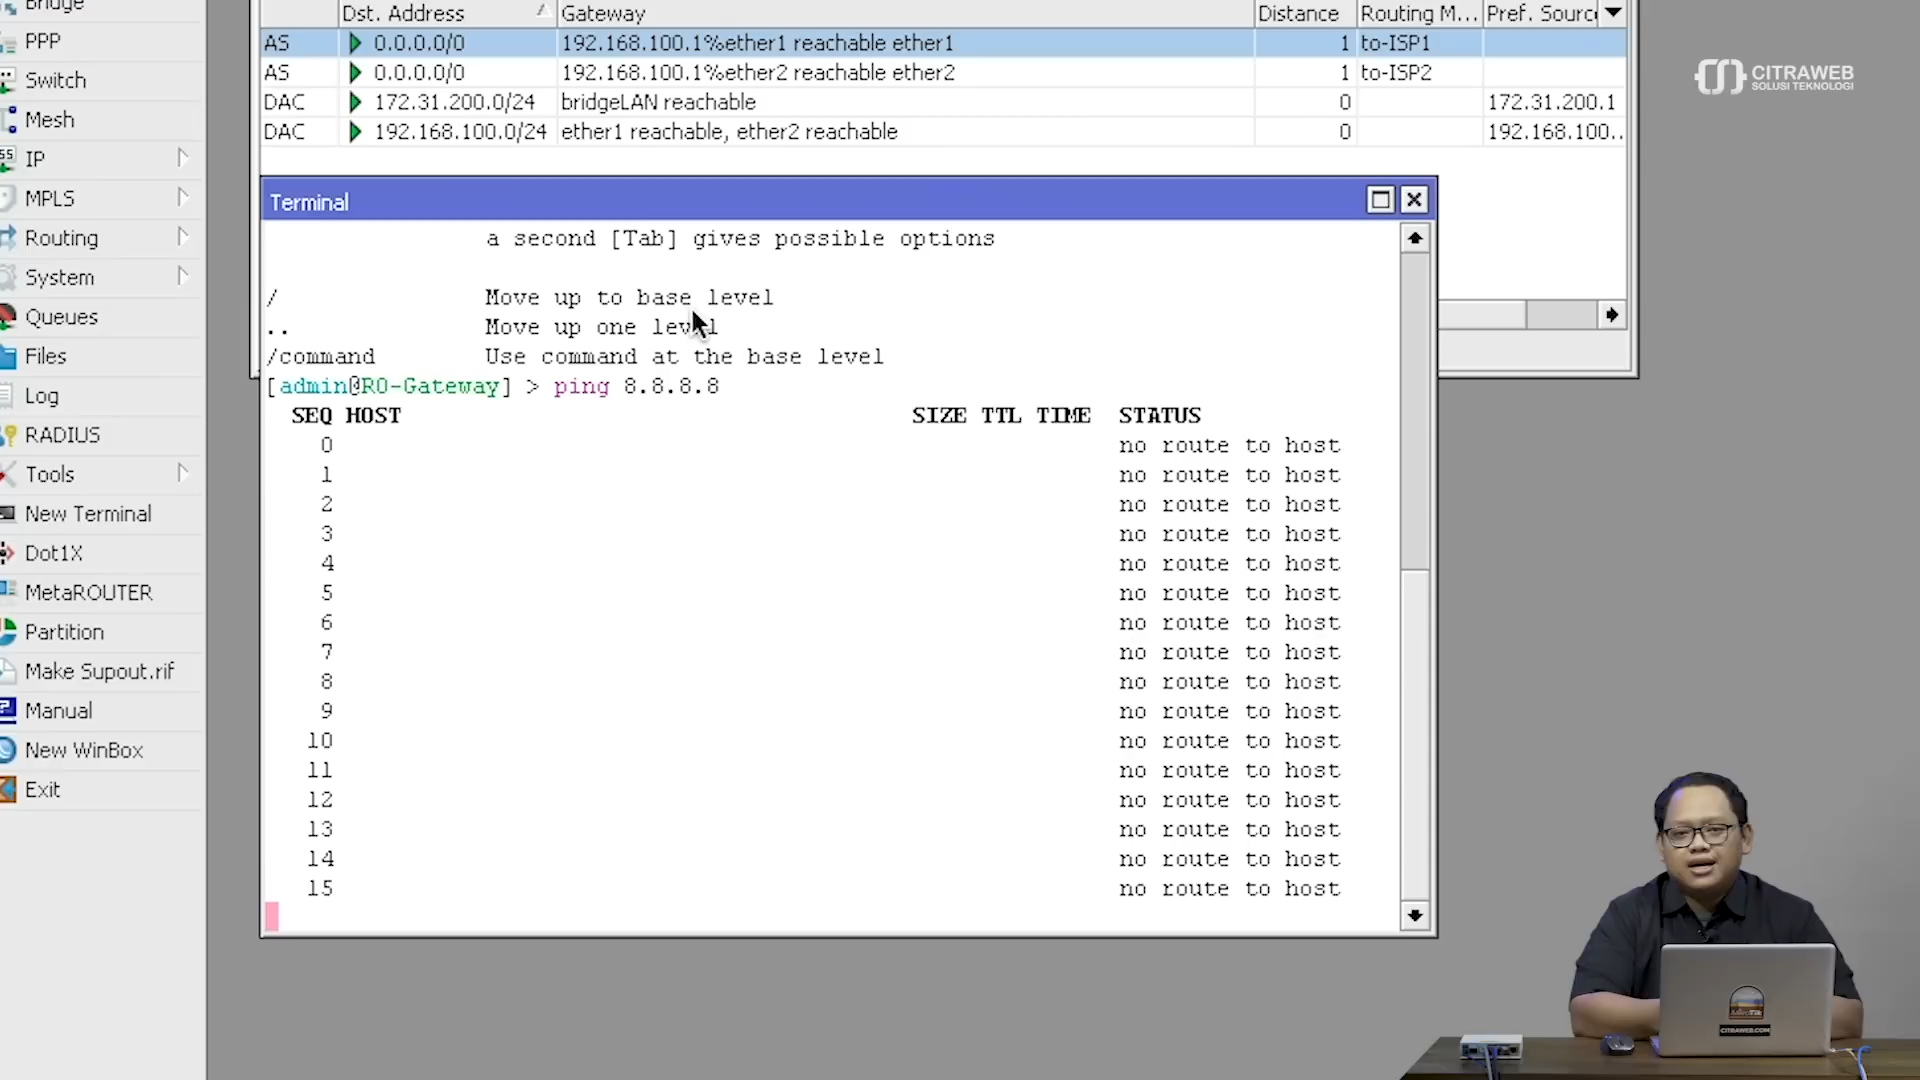 Bridge
PPP
Switch
Mesh
IP
MPLS
Routing
System
Queues
Files
Log
RADIUS
Tools
New Terminal
Dot1X
MetaROUTER
Partition
Make Supout.rif
Manual
New WinBox
Exit
Dst. Address Gateway Distance Routing M... Pref. Sourc
AS 0.0.0.0/0 192.168.100.1%ether1 reachable ether1 1 to-ISP1
AS 0.0.0.0/0 192.168.100.1%ether2 reachable ether2 1 to-ISP2
DAC 172.31.200.0/24 bridgeLAN reachable 0 172.31.200.1
DAC 192.168.100.0/24 ether1 reachable, ether2 reachable 0 192.168.100..
CITRAWEB
SOLUSI TEKNOLOGI
Terminal
a second [Tab] gives possible options
/ Move up to base level
.. Move up one level
/command Use command at the base level
[admin@RO-Gateway] > ping 8.8.8.8
SEQ HOST SIZE TTL TIME STATUS
0 no route to host
1 no route to host
2 no route to host
3 no route to host
4 no route to host
5 no route to host
6 no route to host
7 no route to host
8 no route to host
9 no route to host
10 no route to host
11 no route to host
12 no route to host
13 no route to host
14 no route to host
15 no route to host
MikroTik
CITRAWEB.COM